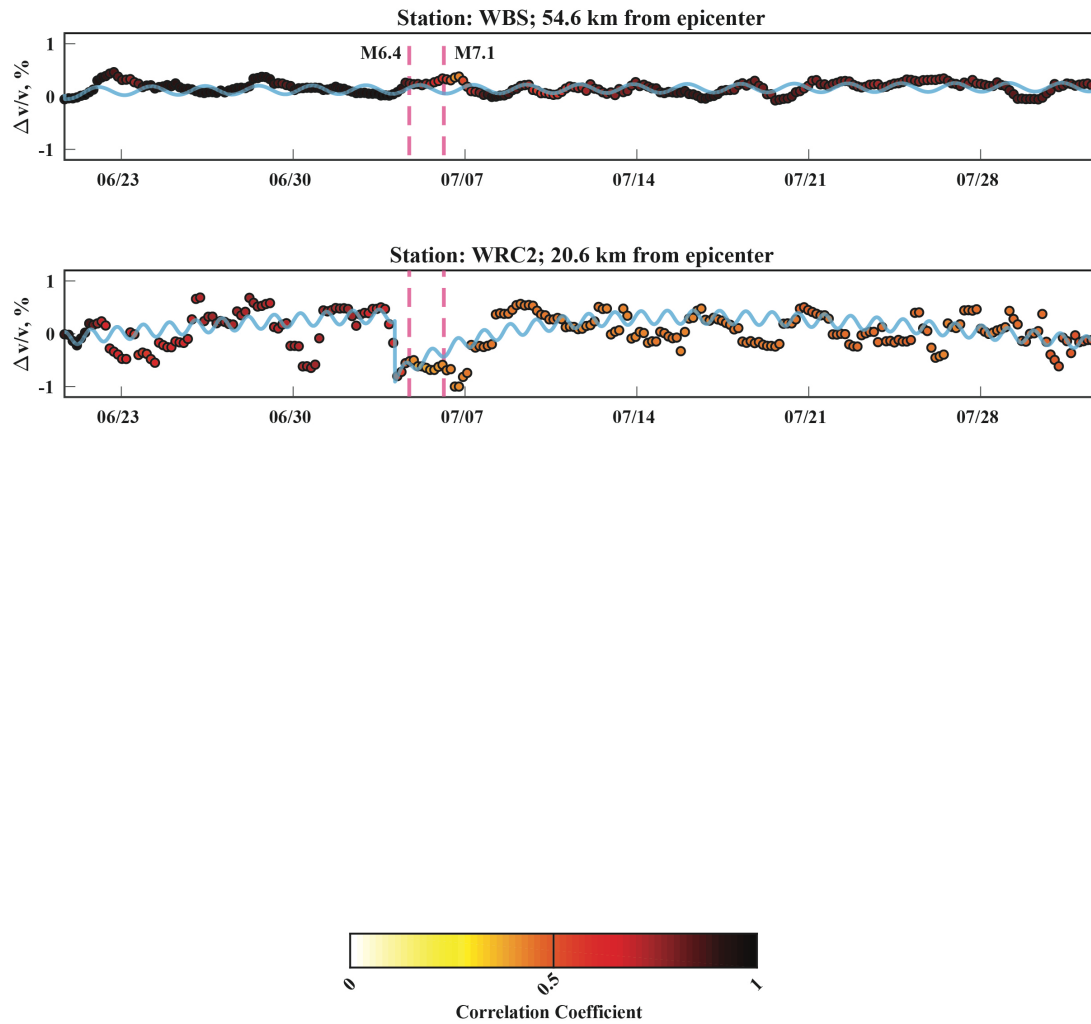 Station: WBS; 54.6 km from epicenter
M6.4 M7.1
1
0
-1
Δv/v, %
06/23 06/30 07/07 07/14 07/21 07/28
Station: WRC2; 20.6 km from epicenter
1
0
-1
Δv/v, %
06/23 06/30 07/07 07/14 07/21 07/28
0 0.5 1
Correlation Coefficient